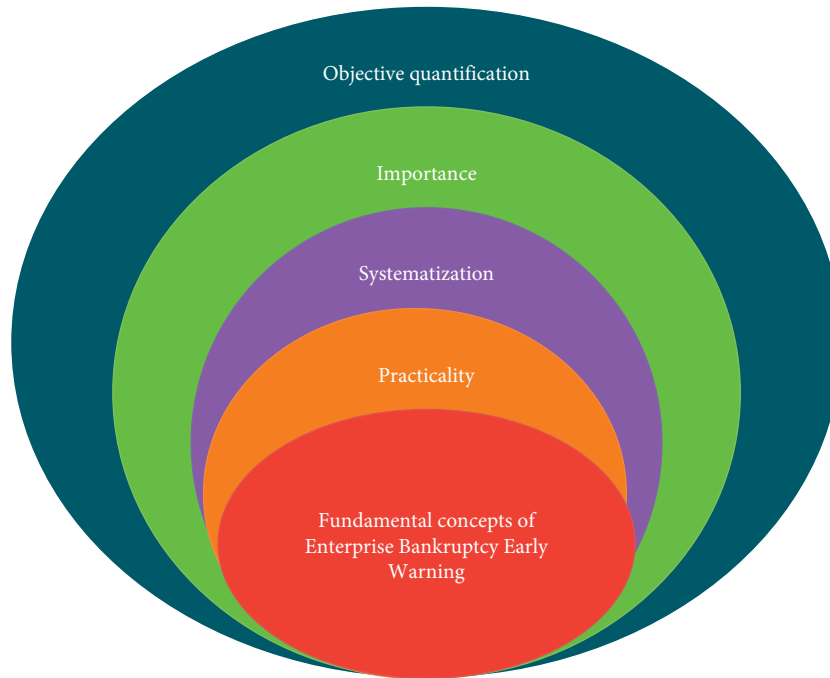 Objective quantification
Importance
Systematization
Practicality
Fundamental concepts of
Enterprise Bankruptcy Early
Warning